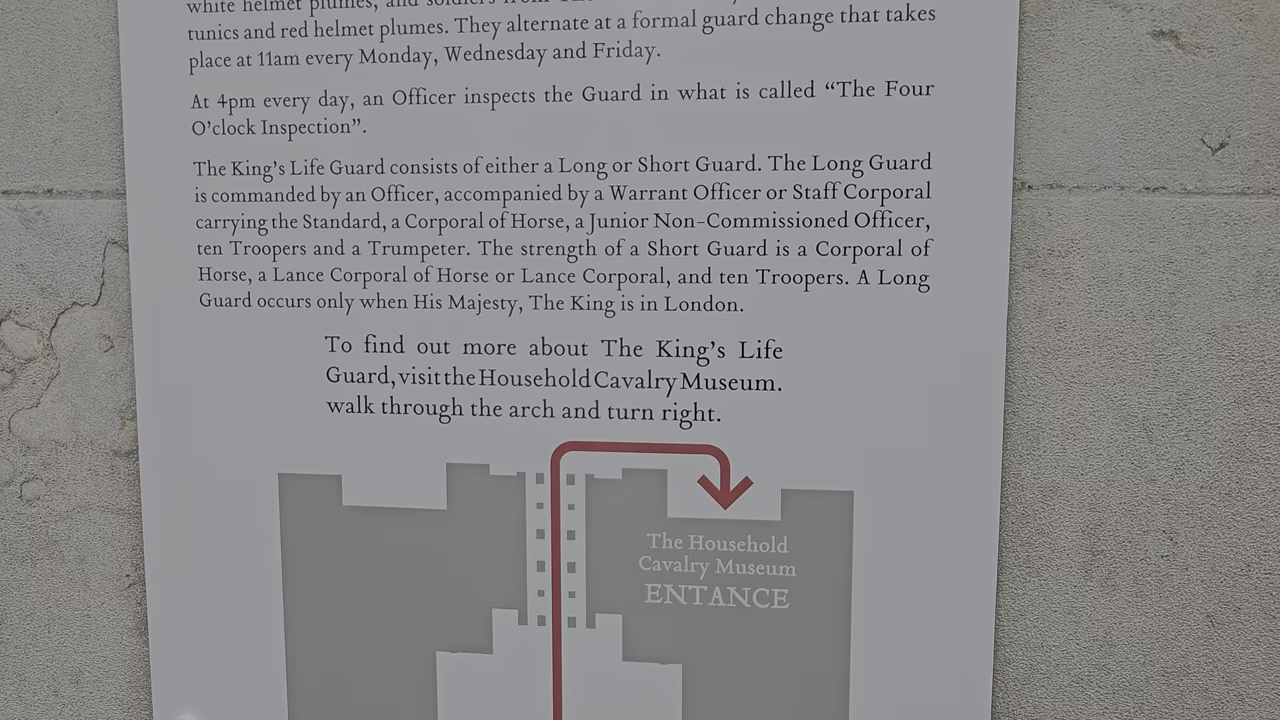 white helmet plumes, and soldiers from
tunics and red helmet plumes. They alternate at a formal guard change that takes
place at 11am every Monday, Wednesday and Friday.
At 4pm every day, an Officer inspects the Guard in what is called “The Four
O’clock Inspection”.
The King’s Life Guard consists of either a Long or Short Guard. The Long Guard
is commanded by an Officer, accompanied by a Warrant Officer or Staff Corporal
carrying the Standard, a Corporal of Horse, a Junior Non-Commissioned Officer,
ten Troopers and a Trumpeter. The strength of a Short Guard is a Corporal of
Horse, a Lance Corporal of Horse or Lance Corporal, and ten Troopers. A Long
Guard occurs only when His Majesty, The King is in London.
To find out more about The King’s Life
Guard, visit the Household Cavalry Museum.
walk through the arch and turn right.
The Household
Cavalry Museum
ENTANCE